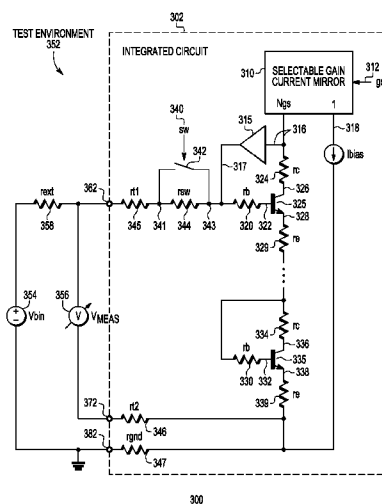 302
TEST ENVIRONMENT
352
INTEGRATED CIRCUIT
310
SELECTABLE GAIN
CURRENT MIRROR
312
gs
Ngs
1
340
sw
315
316
318
342
317
324
rc
Ibias
326
rext
362
rt1
rsw
rb
325
328
358
345
341
344
343
320
322
329
re
354
Vbin
356
V
VMEAS
334
rc
336
rb
335
338
330
332
372
rt2
339
re
382
346
rgnd
347
300